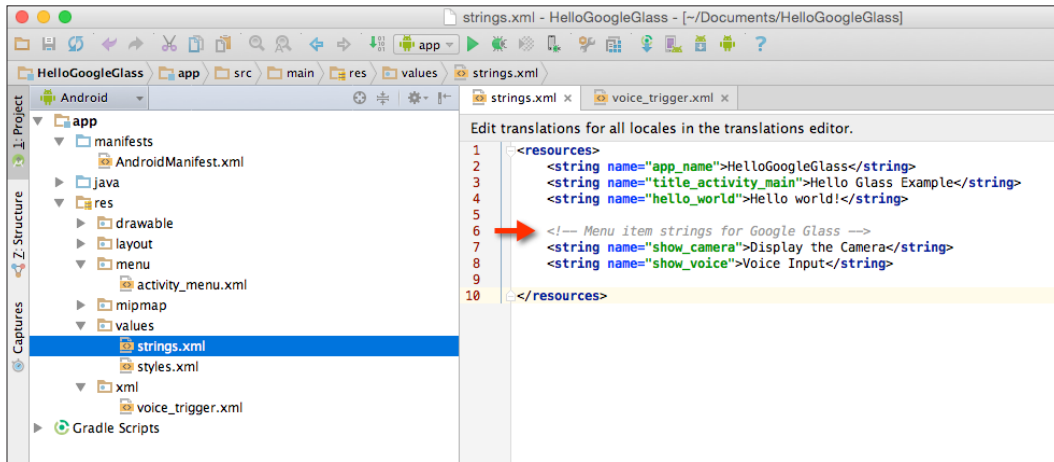 strings.xml - HelloGoogleGlass - [~/Documents/HelloGoogleGlass]
app
HelloGoogleGlass app src main res values strings.xml
Android
strings.xml × voice_trigger.xml ×
1: Project
Z: Structure
Captures
app
manifests
AndroidManifest.xml
java
res
drawable
layout
menu
activity_menu.xml
mipmap
values
strings.xml
styles.xml
xml
voice_trigger.xml
Gradle Scripts
Edit translations for all locales in the translations editor.
1 <resources>
2 <string name="app_name">HelloGoogleGlass</string>
3 <string name="title_activity_main">Hello Glass Example</string>
4 <string name="hello_world">Hello world!</string>
5
6 <!-- Menu item strings for Google Glass -->
7 <string name="show_camera">Display the Camera</string>
8 <string name="show_voice">Voice Input</string>
9
10 </resources>